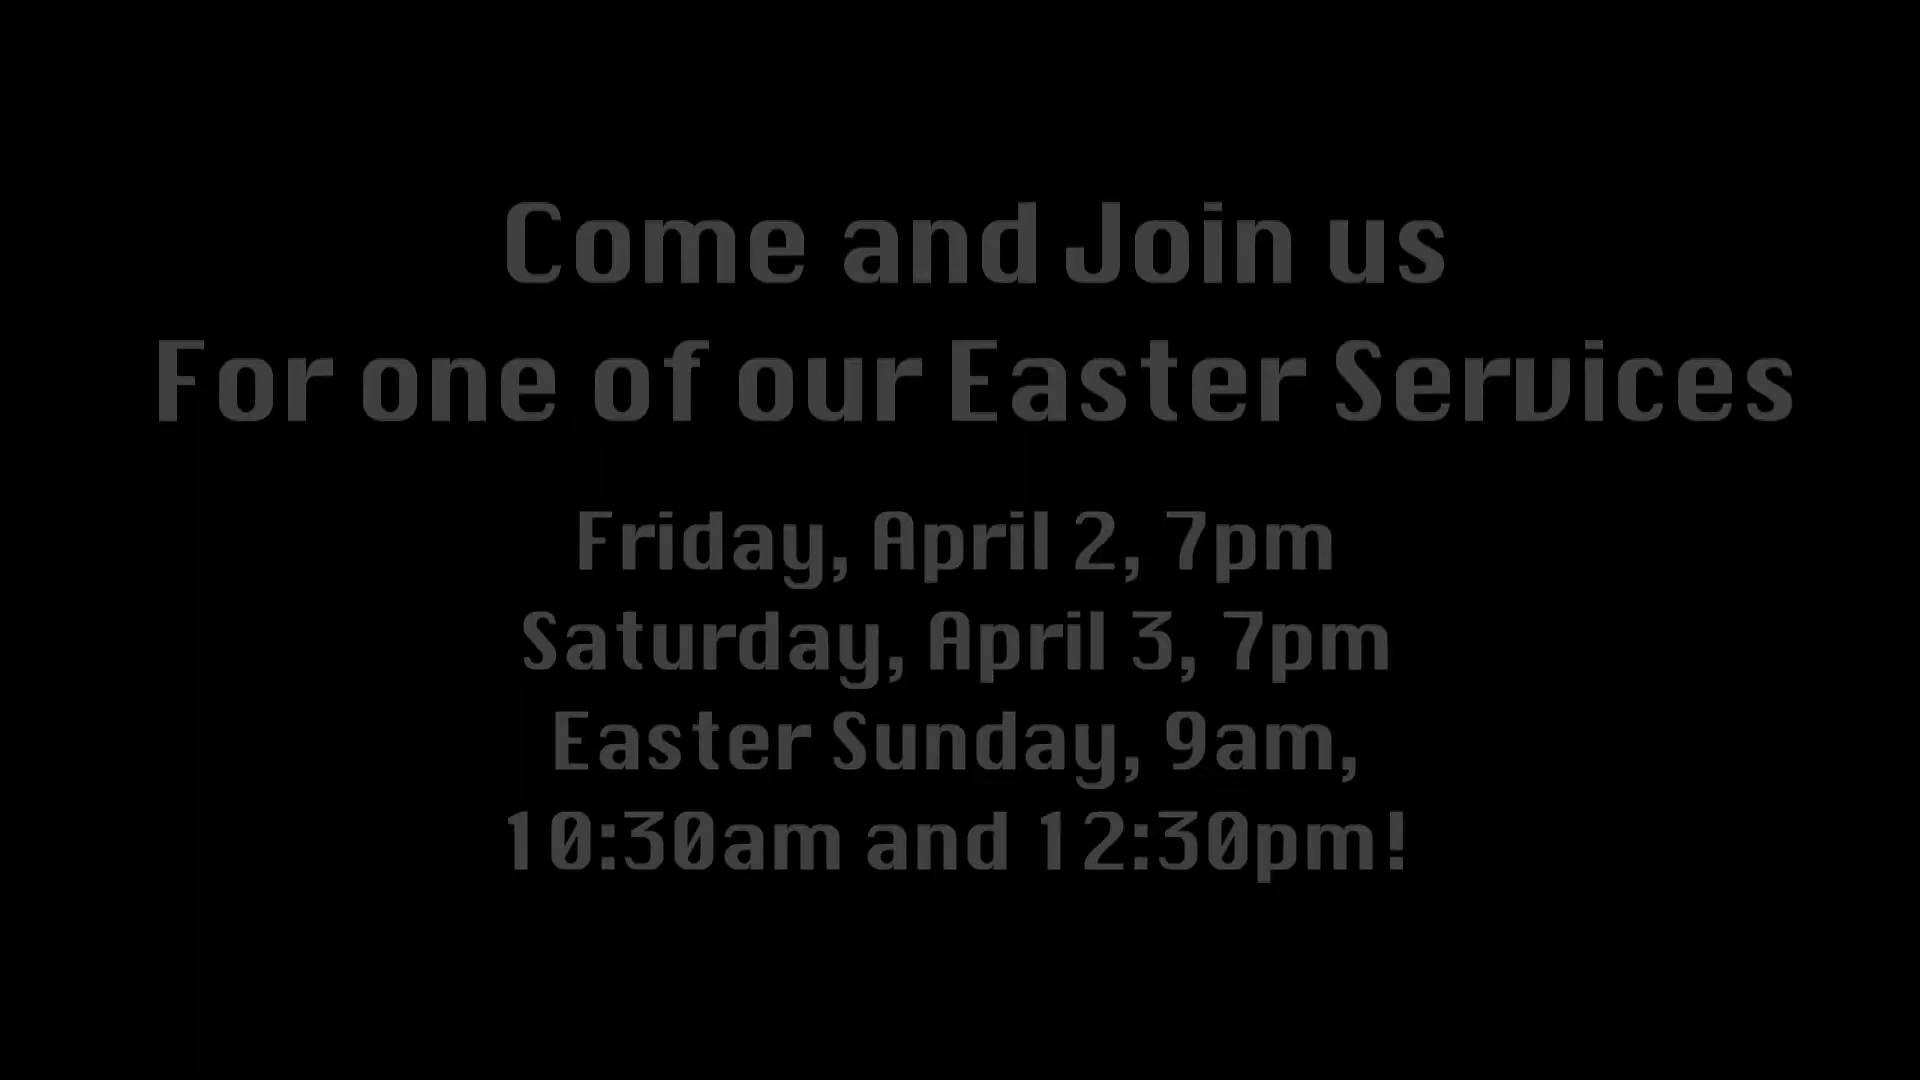 Come and Join us
For one of our Easter Services
Friday, April 2, 7pm
Saturday, April 3, 7pm
Easter Sunday, 9am,
10:30am and 12:30pm!